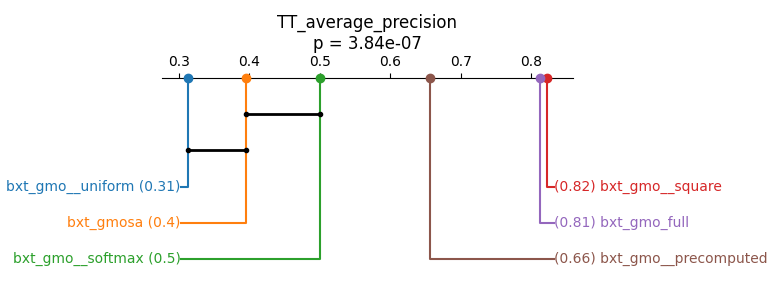 TT_average_precision
p = 3.84e-07
0.3 0.4 0.5 0.6 0.7 0.8
bxt_gmo__uniform (0.31)
(0.82) bxt_gmo__square
bxt_gmosa (0.4)
(0.81) bxt_gmo_full
bxt_gmo__softmax (0.5)
(0.66) bxt_gmo__precomputed